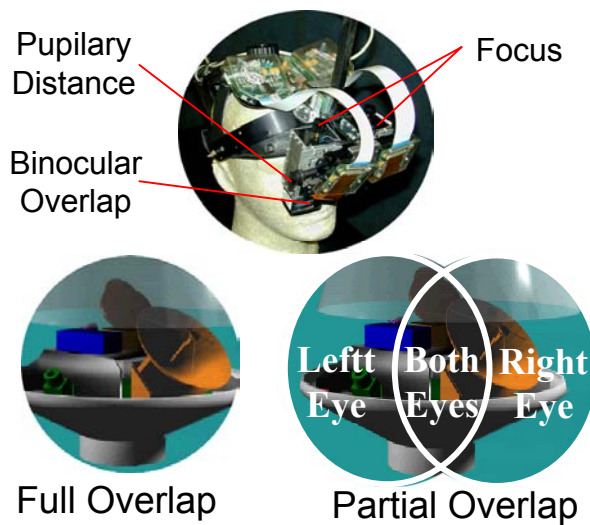 Pupilary
Distance
Focus
Binocular
Overlap
Leftt
Eye
Both
Eyes
Right
Eye
Full Overlap
Partial Overlap